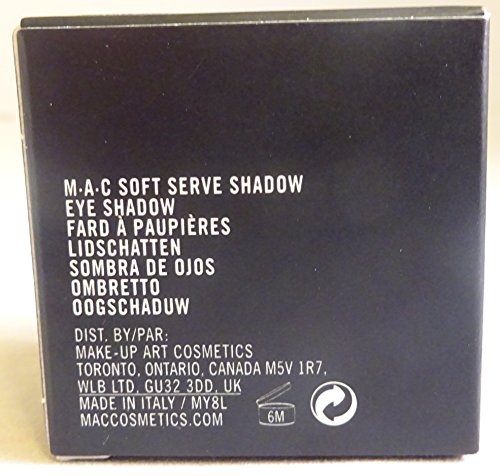 M·A·C SOFT SERVE SHADOW
EYE SHADOW
FARD À PAUPIÈRES
LIDSCHATTEN
SOMBRA DE OJOS
OMBRETTO
OOGSCHADUW
DIST. BY/PAR:
MAKE-UP ART COSMETICS
TORONTO, ONTARIO, CANADA M5V 1R7,
WLB LTD. GU32 3DD, UK
MADE IN ITALY / MY8L
MACCOSMETICS.COM
6M